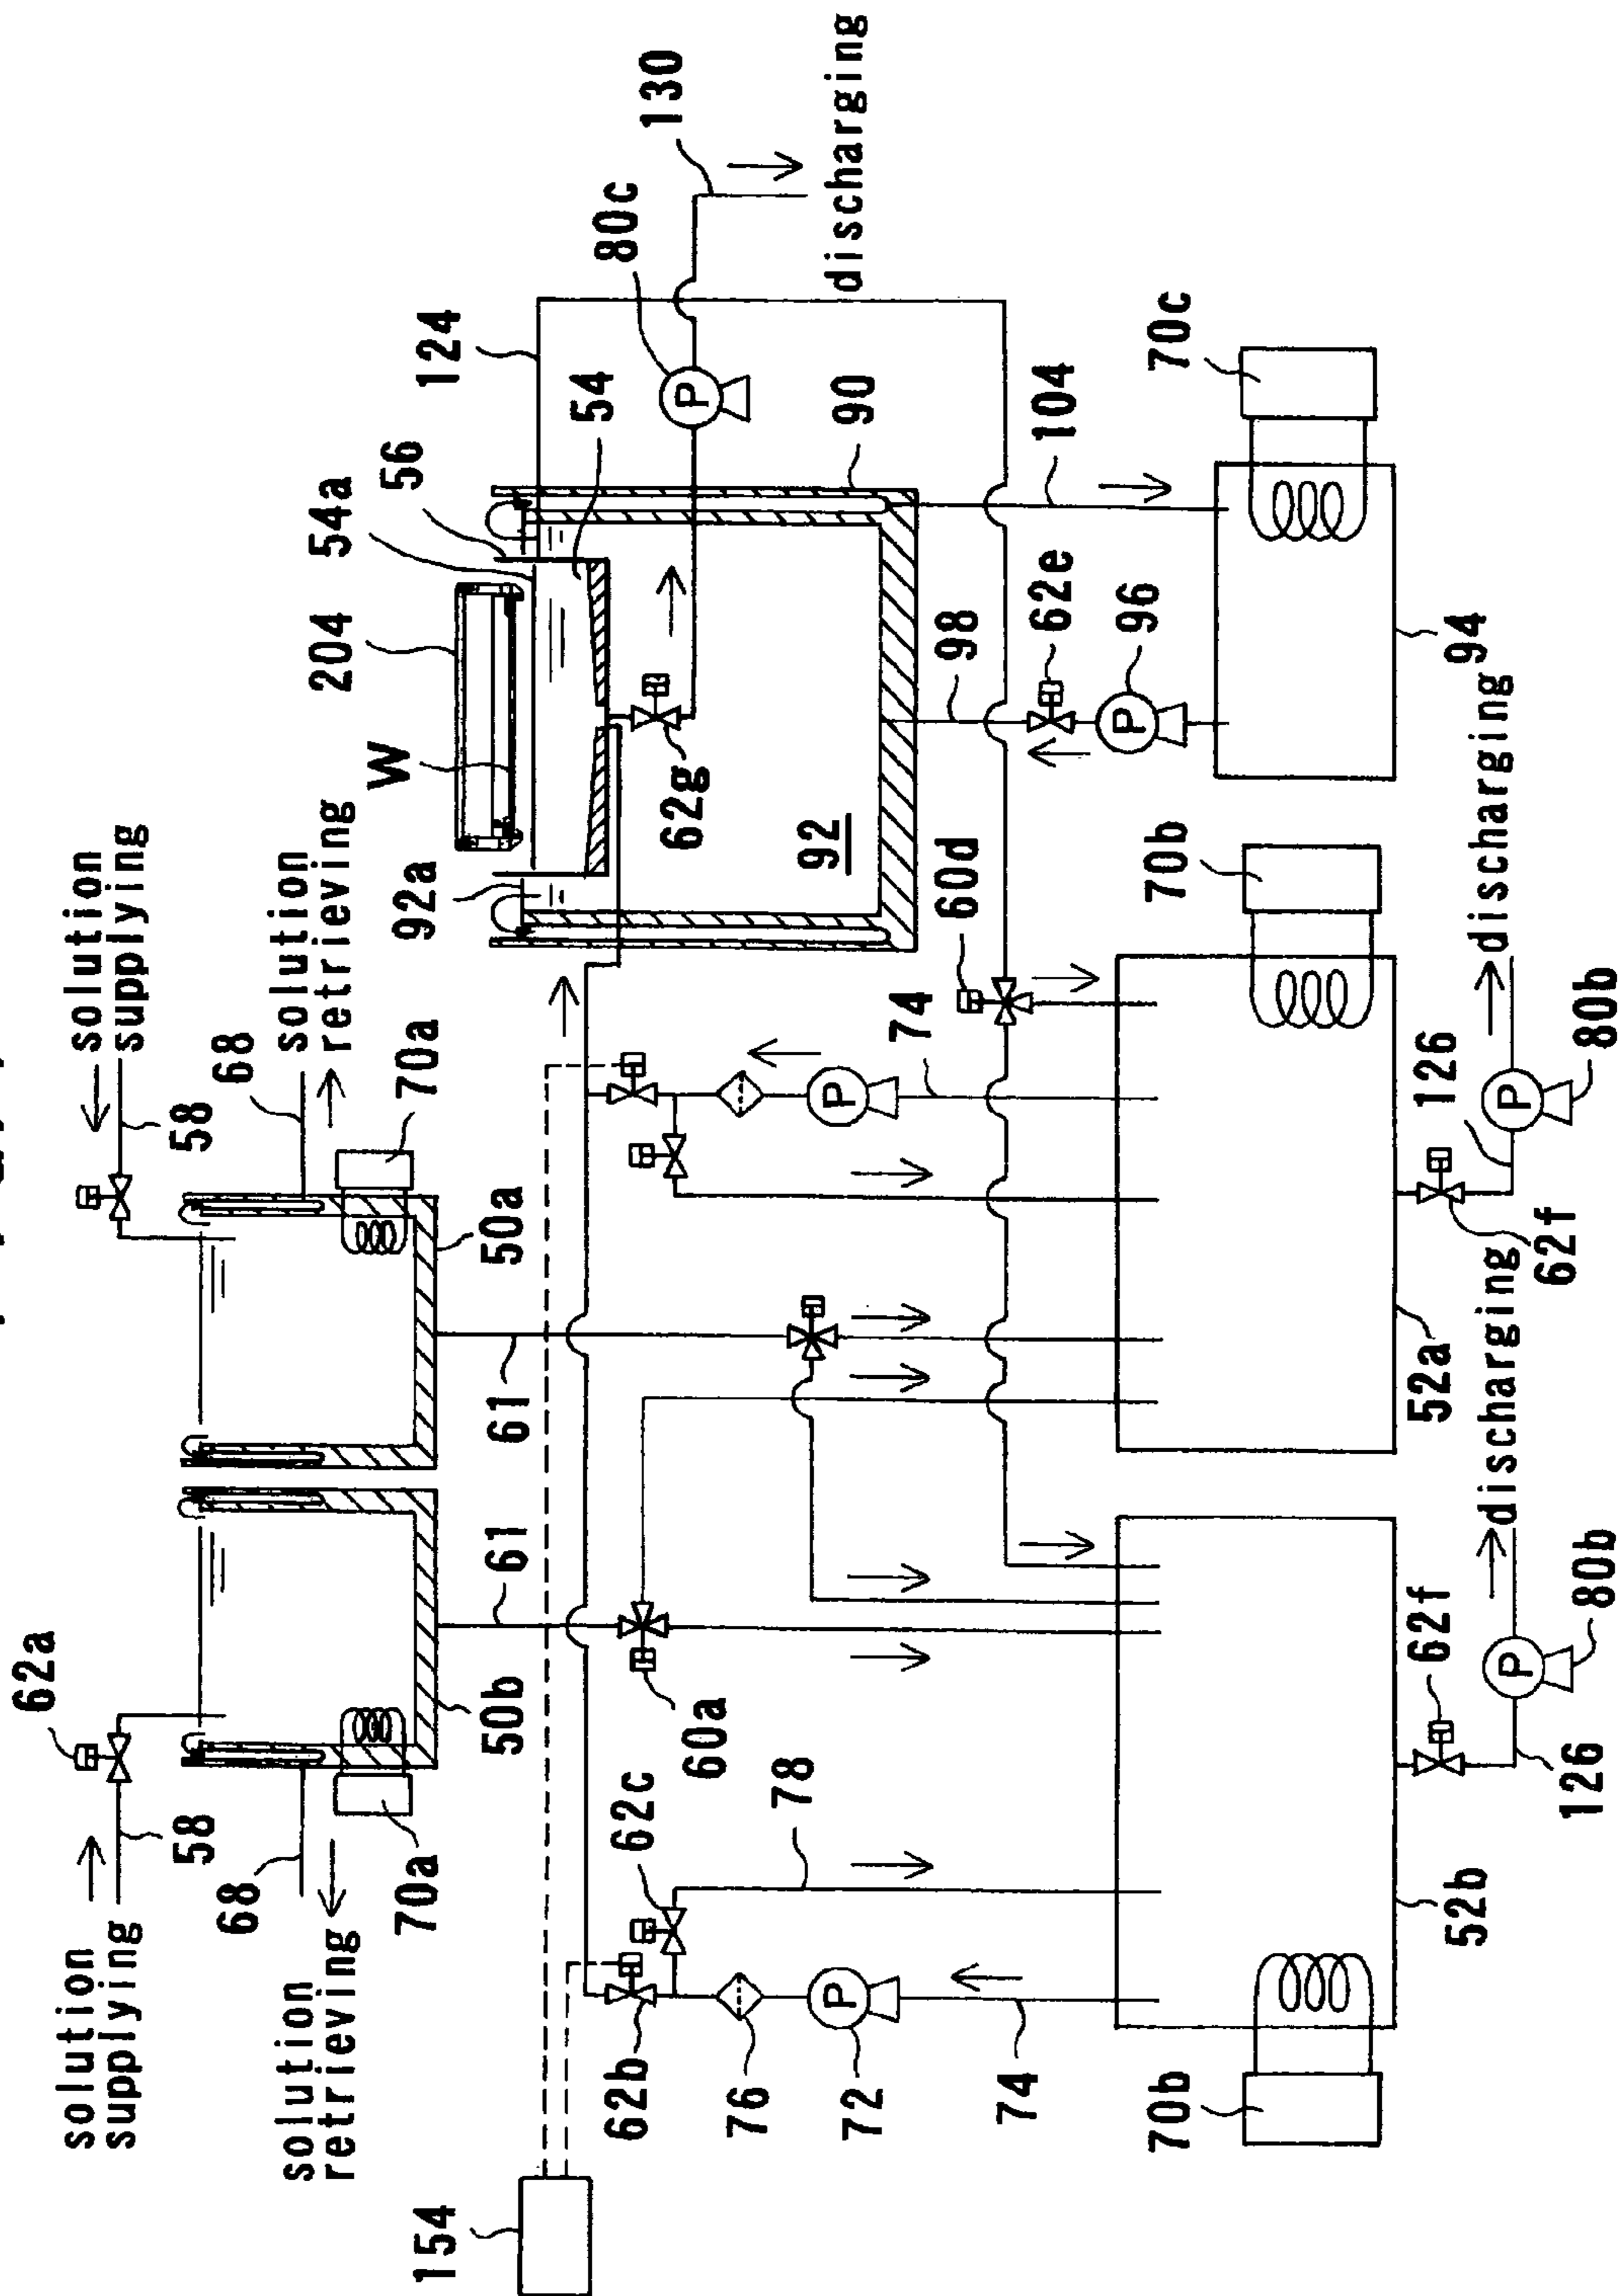 62a
solution
supplying
solution
supplying
58
58
68
68
solution
retrieving
solution
retrieving
70a
70a
W
204
54a
56
124
154
50b
61
61
50a
92a
54
62b
62c
60a
62g
80c
130
76
78
92
90
discharging
72
74
74
60d
98
62e
104
96
70b
70b
70c
52b
62f
52a
94
discharging
discharging
discharging
126
62f
126
80b
80b
P
P
P
P
P
P